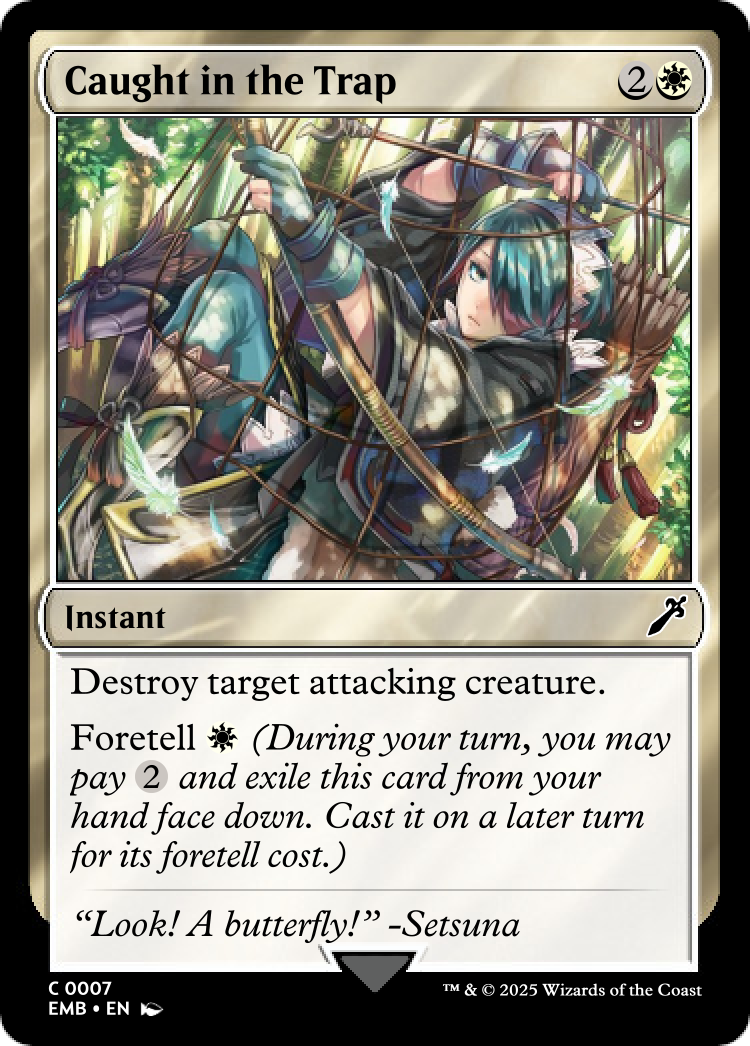 Caught in the Trap 2
Instant
Destroy target attacking creature.
Foretell (During your turn, you may
pay 2 and exile this card from your
hand face down. Cast it on a later turn
for its foretell cost.)
“Look! A butterfly!” -Setsuna
C 0007
EMB • EN
™ & © 2025 Wizards of the Coast